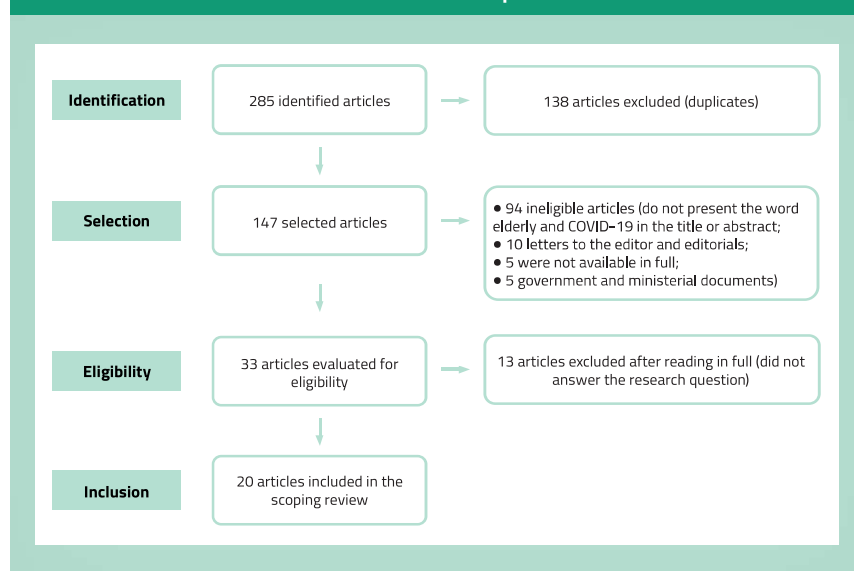 Identification
285 identified articles
138 articles excluded (duplicates)
Selection
147 selected articles
● 94 ineligible articles (do not present the word
elderly and COVID-19 in the title or abstract;
● 10 letters to the editor and editorials;
● 5 were not available in full;
● 5 government and ministerial documents)
Eligibility
33 articles evaluated for
eligibility
13 articles excluded after reading in full (did not
answer the research question)
Inclusion
20 articles included in the
scoping review